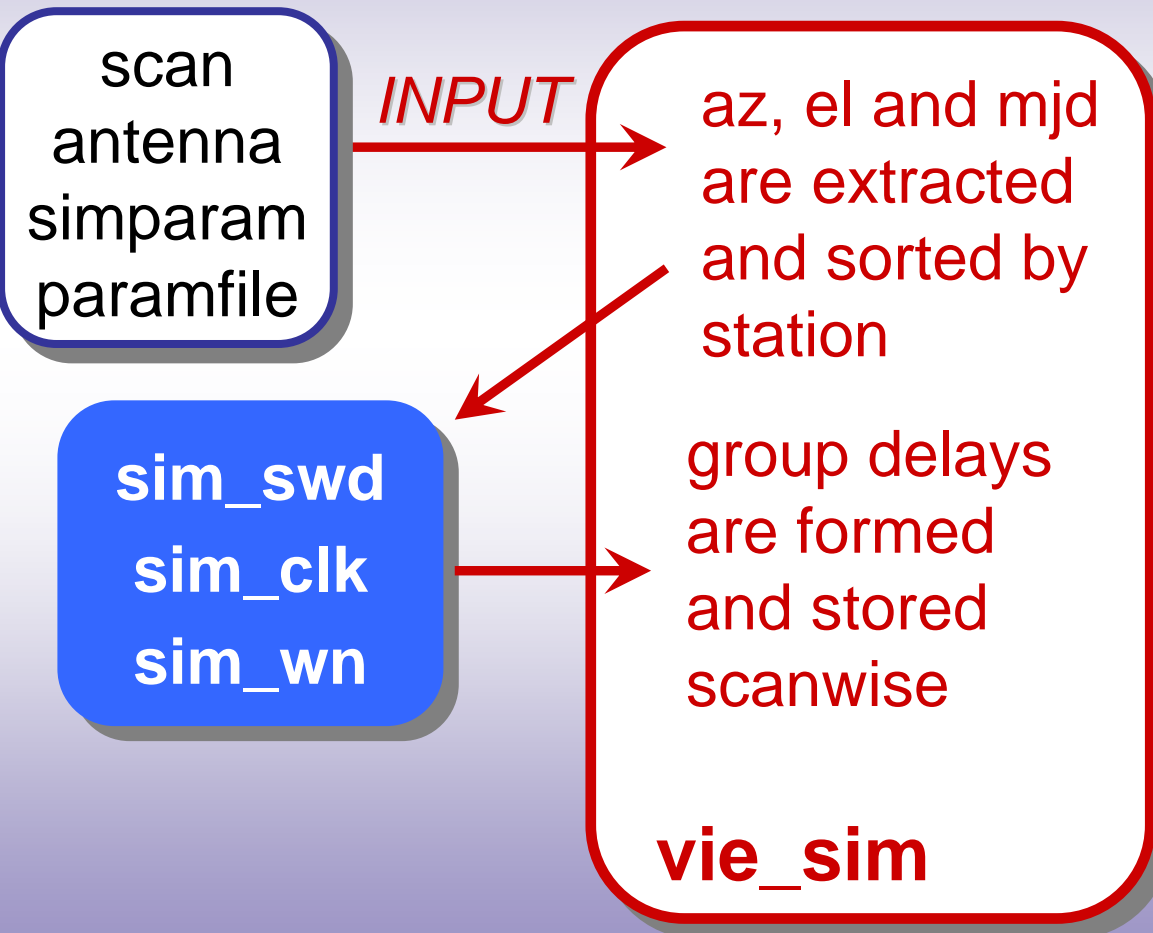 scan
antenna
simparam
paramfile
INPUT
az, el and mjd
are extracted
and sorted by
station
sim_swd
sim_clk
sim_wn
group delays
are formed
and stored
scanwise
vie_sim